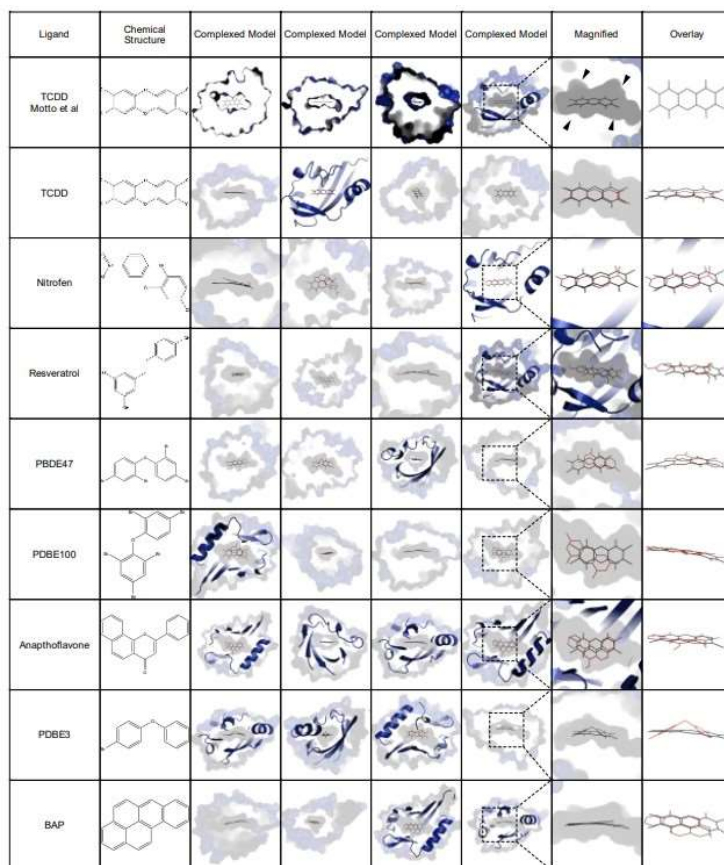 Ligand
Chemical
Structure
Complexed Model
Complexed Model
Complexed Model
Complexed Model
Magnified
Overlay
TCDD
Motto et al
TCDD
Nitrofen
Resveratrol
PBDE47
PDBE100
Anapthoflavone
PDBE3
BAP